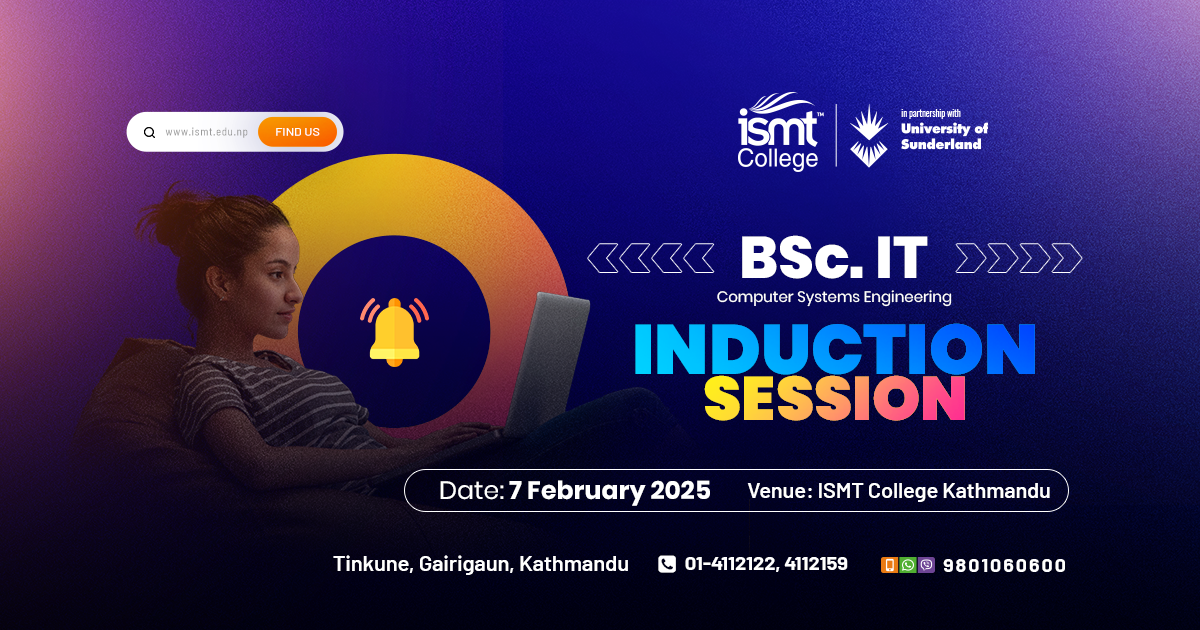 www.ismt.edu.np FIND US
ismt™
College
in partnership with
University of
Sunderland
BSc. IT
Computer Systems Engineering
INDUCTION
SESSION
Date: 7 February 2025 Venue: ISMT College Kathmandu
Tinkune, Gairigaun, Kathmandu 01-4112122, 4112159 9801060600